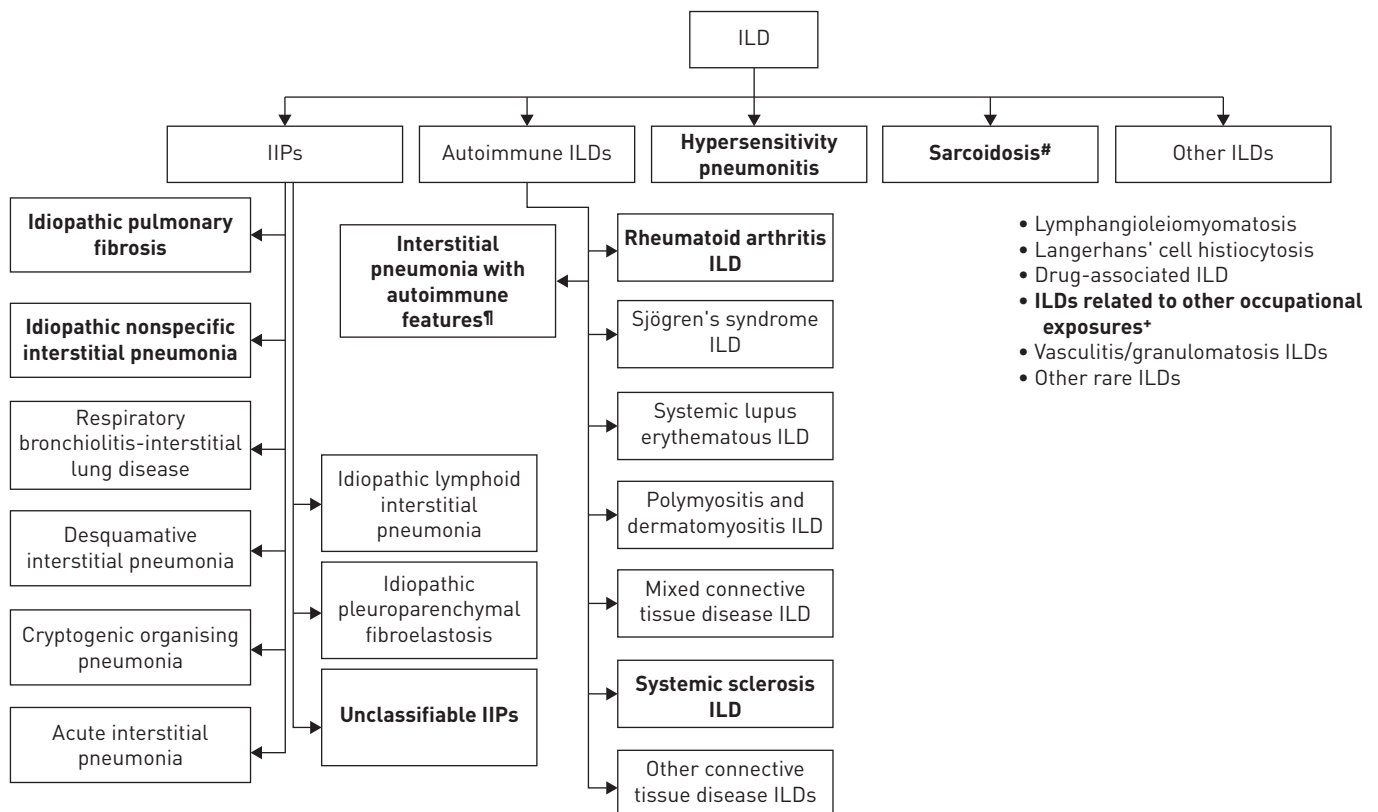 ILD
IIPs
Autoimmune ILDs
Hypersensitivity
pneumonitis
Sarcoidosis#
Other ILDs
Idiopathic pulmonary
fibrosis
Idiopathic nonspecific
interstitial pneumonia
Respiratory
bronchiolitis-interstitial
lung disease
Desquamative
interstitial pneumonia
Cryptogenic organising
pneumonia
Acute interstitial
pneumonia
Idiopathic lymphoid
interstitial
pneumonia
Idiopathic
pleuroparenchymal
fibroelastosis
Unclassifiable IIPs
Interstitial
pneumonia with
autoimmune
features¶
Rheumatoid arthritis
ILD
Sjögren's syndrome
ILD
Systemic lupus
erythematous ILD
Polymyositis and
dermatomyositis ILD
Mixed connective
tissue disease ILD
Systemic sclerosis
ILD
Other connective
tissue disease ILDs
• Lymphangioleiomyomatosis
• Langerhans' cell histiocytosis
• Drug-associated ILD
• ILDs related to other occupational
exposures+
• Vasculitis/granulomatosis ILDs
• Other rare ILDs